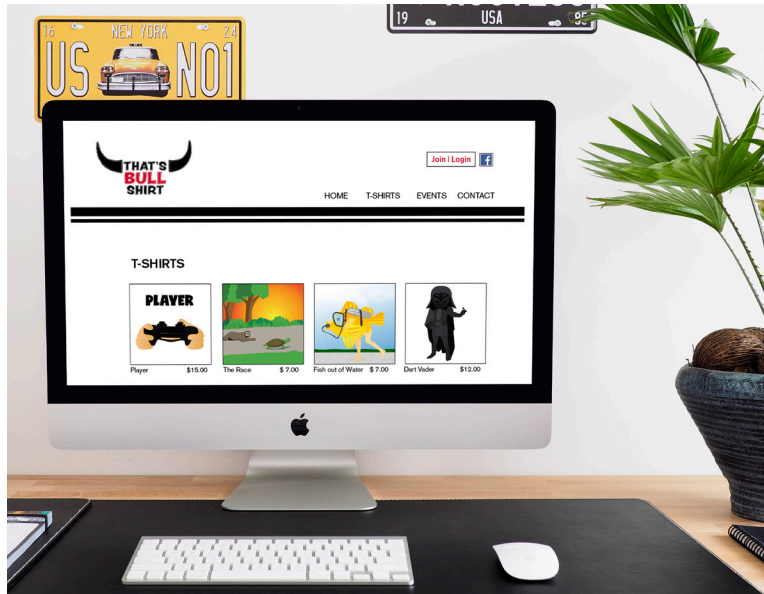 16 NEW YORK 24
US NO1
19 USA 85
THAT'S
BULL
SHIRT
Join | Login
f
HOME T-SHIRTS EVENTS CONTACT
T-SHIRTS
PLAYER
Player $15.00 The Race $ 7.00 Fish out of Water $ 7.00 Dart Vader $12.00